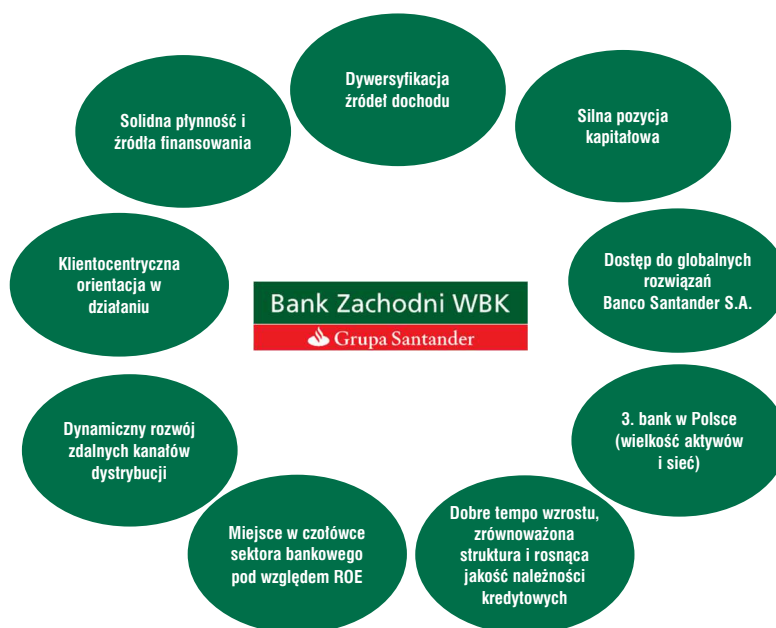 Dywersyfikacja
źródeł dochodu
Silna pozycja
kapitałowa
Dostęp do globalnych
rozwiązań
Banco Santander S.A.
3. bank w Polsce
(wielkość aktywów
i sieć)
Dobre tempo wzrostu,
zrównoważona
struktura i rosnąca
jakość należności
kredytowych
Miejsce w czołówce
sektora bankowego
pod względem ROE
Dynamiczny rozwój
zdalnych kanałów
dystrybucji
Klientocentryczna
orientacja w
działaniu
Solidna płynność i
źródła finansowania
Bank Zachodni WBK
Grupa Santander